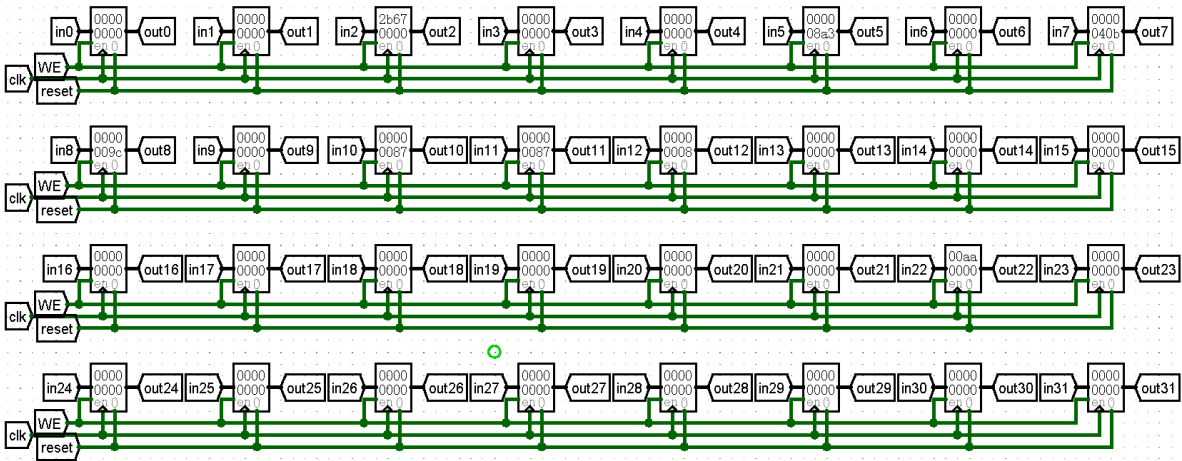 in0 0000 0000 en 0 out0 in1 0000 0000 en 0 out1 in2 2b67 0000 en 0 out2 in3 0000 0000 en 0 out3 in4 0000 0000 en 0 out4 in5 0000 08a3 en 0 out5 in6 0000 0000 en 0 out6 in7 0000 040b en 0 out7
WE
clk
reset
in8 0000 009c en 0 out8 in9 0000 0000 en 0 out9 in10 0000 0087 en 0 out10 in11 0000 0087 en 0 out11 in12 0000 0008 en 0 out12 in13 0000 0000 en 0 out13 in14 0000 0000 en 0 out14 in15 0000 0000 en 0 out15
WE
clk
reset
in16 0000 0000 en 0 out16 in17 0000 0000 en 0 out17 in18 0000 0000 en 0 out18 in19 0000 0000 en 0 out19 in20 0000 0000 en 0 out20 in21 0000 0000 en 0 out21 in22 00aa 0000 en 0 out22 in23 0000 0000 en 0 out23
WE
clk
reset
in24 0000 0000 en 0 out24 in25 0000 0000 en 0 out25 in26 0000 0000 en 0 out26 in27 0000 0000 en 0 out27 in28 0000 0000 en 0 out28 in29 0000 0000 en 0 out29 in30 0000 0000 en 0 out30 in31 0000 0000 en 0 out31
WE
clk
reset